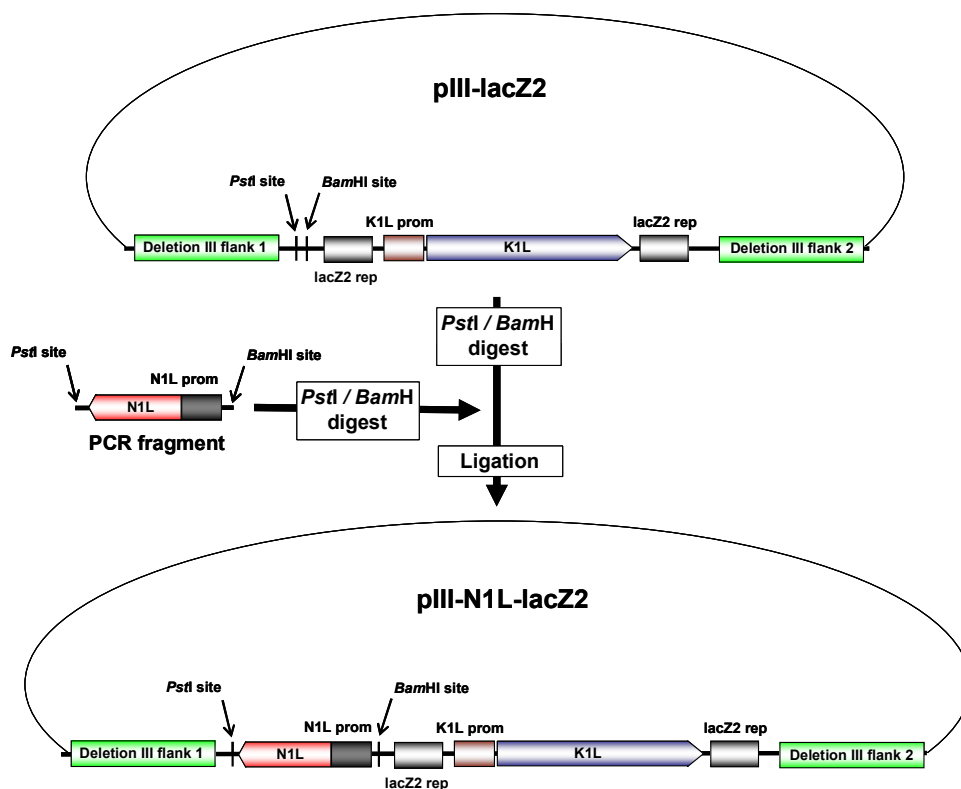 pIII-lacZ2
PstI site
BamHI site
K1L prom
lacZ2 rep
Deletion III flank 1
K1L
Deletion III flank 2
lacZ2 rep
PstI / BamH
digest
PstI site
BamHI site
N1L prom
N1L
PstI / BamH
digest
PCR fragment
Ligation
pIII-N1L-lacZ2
PstI site
BamHI site
N1L prom
K1L prom
lacZ2 rep
Deletion III flank 1
N1L
K1L
Deletion III flank 2
lacZ2 rep